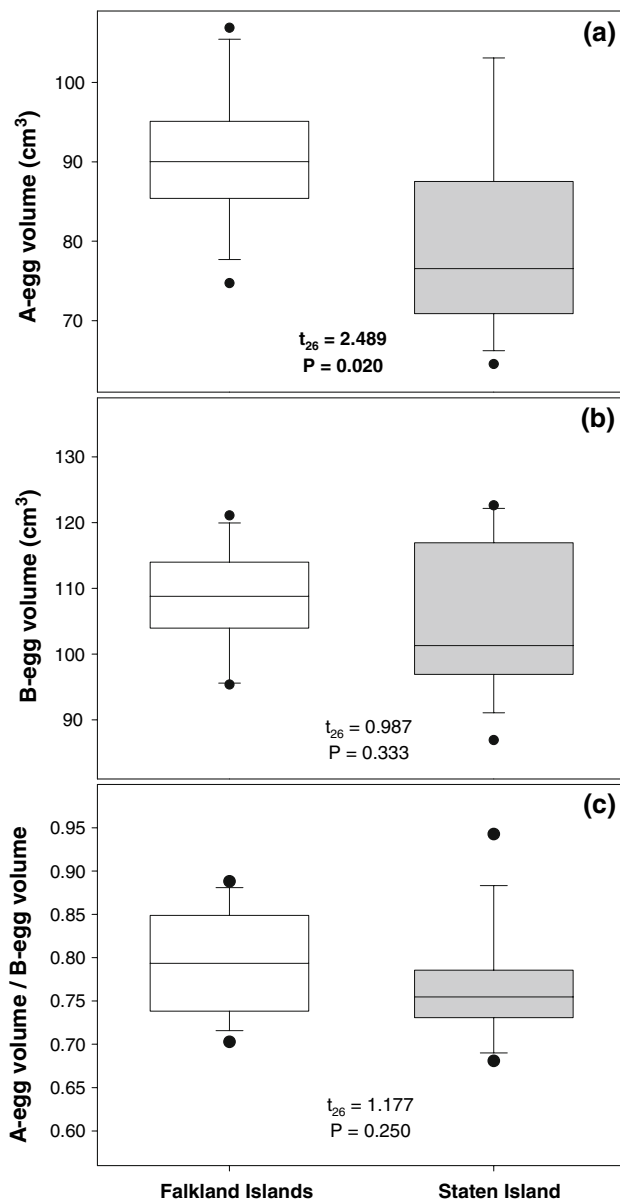 (a)
A-egg volume (cm³)
100
90
80
70
t₂₆ = 2.489
P = 0.020
(b)
B-egg volume (cm³)
130
120
110
100
90
t₂₆ = 0.987
P = 0.333
(c)
A-egg volume / B-egg volume
0.95
0.90
0.85
0.80
0.75
0.70
0.65
0.60
t₂₆ = 1.177
P = 0.250
Falkland Islands
Staten Island